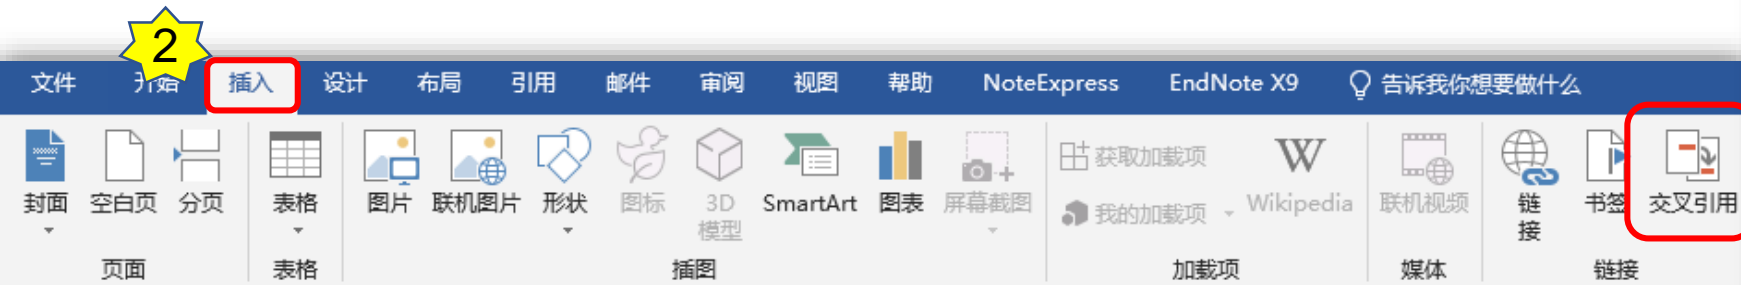 2
文件 开始 插入 设计 布局 引用 邮件 审阅 视图 帮助 NoteExpress EndNote X9 告诉我你想要做什么
封面 空白页 分页 表格 图片 联机图片 形状 图标 3D模型 SmartArt 图表 屏幕截图 获取加载项 我的加载项 W Wikipedia 联机视频 链接 书签 交叉引用
页面 表格 插图 加载项 媒体 链接